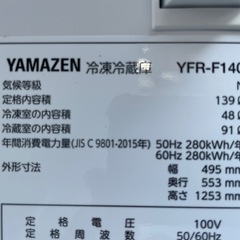 YAMAZEN 冷凍冷蔵庫 YFR-F140
気候等級 N
定格内容積 139
冷凍室の内容積 48ℓ
冷蔵室の内容積 91ℓ
年間消費電力量(JIS C 9801-2015年) 50Hz 280kWh/年
60Hz 280kWh/年
外形寸法 幅 495 mm
奥行 553 mm
高さ 1253 mm
定格電圧 100V
定格周波数 50/60Hz